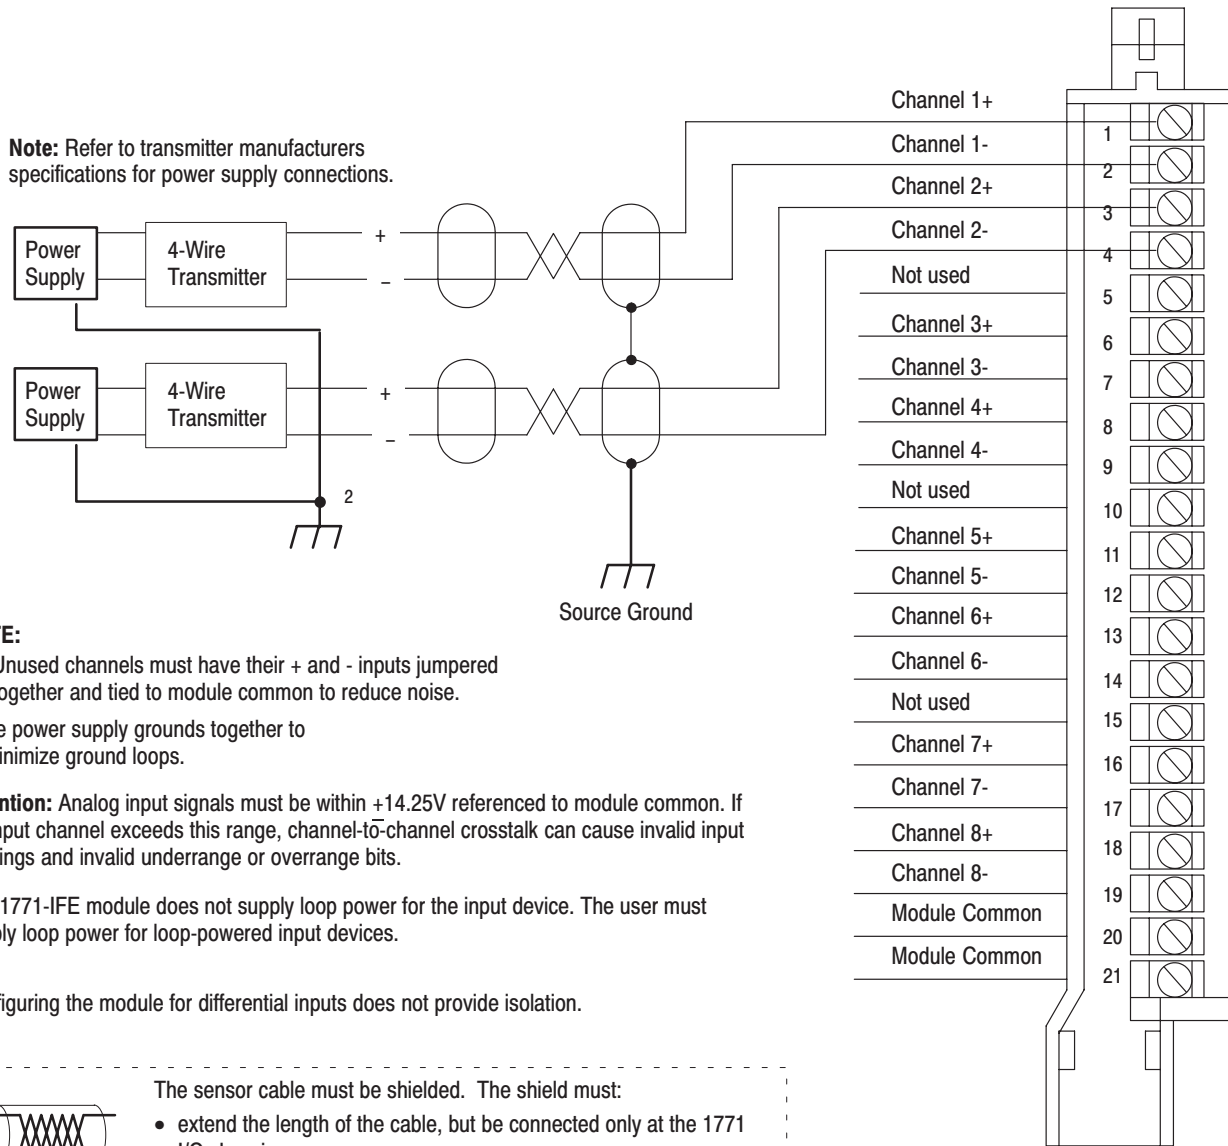 Note: Refer to transmitter manufacturers
specifications for power supply connections.
Power
Supply
4-Wire
Transmitter
+
–
Power
Supply
4-Wire
Transmitter
+
–
2
Source Ground
Channel 1+
Channel 1-
Channel 2+
Channel 2-
Not used
Channel 3+
Channel 3-
Channel 4+
Channel 4-
Not used
Channel 5+
Channel 5-
Channel 6+
Channel 6-
Not used
Channel 7+
Channel 7-
Channel 8+
Channel 8-
Module Common
Module Common
1
2
3
4
5
6
7
8
9
10
11
12
13
14
15
16
17
18
19
20
21
TE:
Unused channels must have their + and - inputs jumpered
ogether and tied to module common to reduce noise.
e power supply grounds together to
inimize ground loops.
ntion: Analog input signals must be within +14.25V referenced to module common. If
nput channel exceeds this range, channel-to-channel crosstalk can cause invalid input
ings and invalid underrange or overrange bits.
1771-IFE module does not supply loop power for the input device. The user must
ply loop power for loop-powered input devices.
figuring the module for differential inputs does not provide isolation.
The sensor cable must be shielded. The shield must:
• extend the length of the cable, but be connected only at the 1771